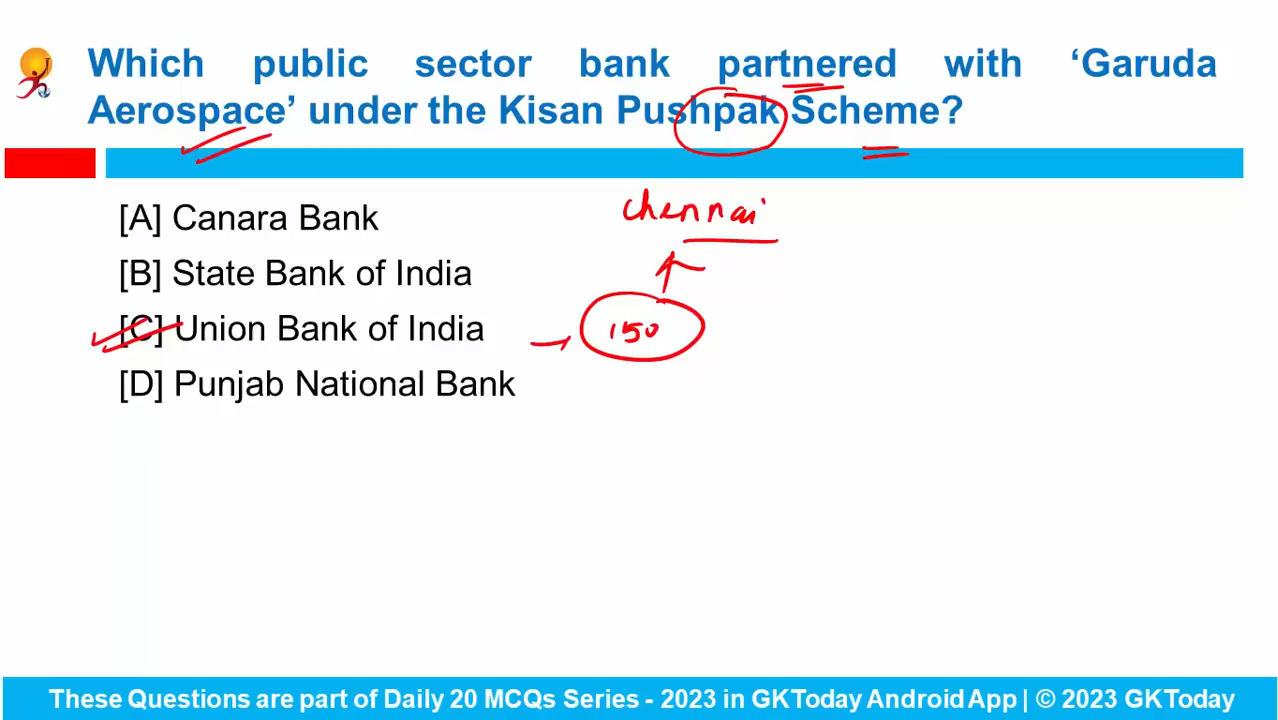 Which public sector bank partnered with ‘Garuda
Aerospace’ under the Kisan Pushpak Scheme?
[A] Canara Bank
chennai
[B] State Bank of India
[C] Union Bank of India
150
[D] Punjab National Bank
These Questions are part of Daily 20 MCQs Series - 2023 in GKToday Android App | © 2023 GKToday